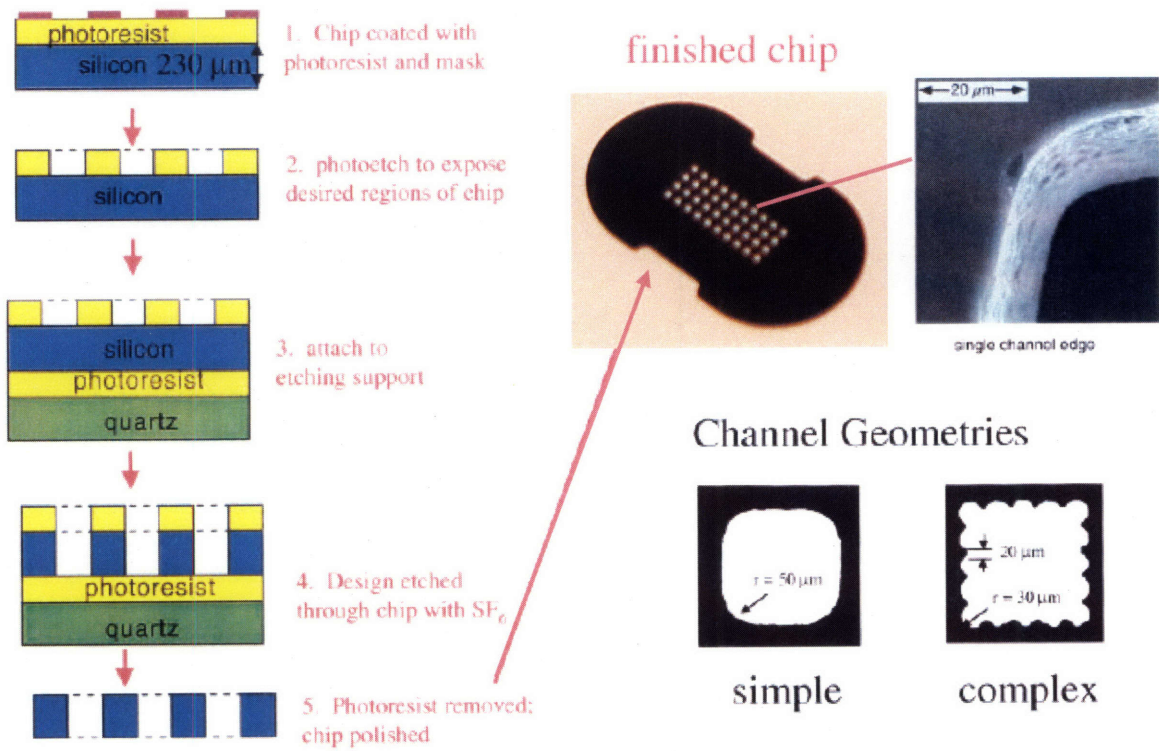 photoresist
silicon 230 μm
1. Chip coated with
photoresist and mask
silicon
2. photoetch to expose
desired regions of chip
silicon
photoresist
quartz
3. attach to
etching support
photoresist
quartz
4. Design etched
through chip with SF₆
5. Photoresist removed;
chip polished
finished chip
20 μm
single channel edge
Channel Geometries
r = 50 μm
simple
20 μm
r = 30 μm
complex